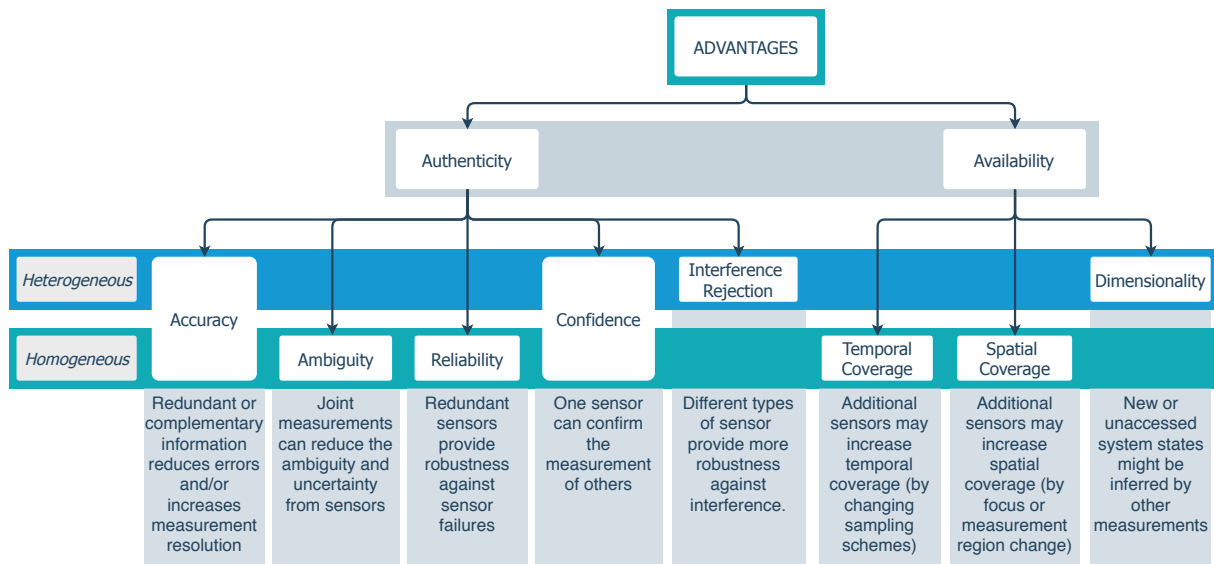 ADVANTAGES
Authenticity
Availability
Heterogeneous
Accuracy
Confidence
Interference
Rejection
Dimensionality
Homogeneous
Ambiguity
Reliability
Temporal
Coverage
Spatial
Coverage
Redundant or
complementary
information
reduces errors
and/or
increases
measurement
resolution
Joint
measurements
can reduce the
ambiguity and
uncertainty
from sensors
Redundant
sensors
provide
robustness
against
sensor
failures
One sensor
can confirm
the
measurement
of others
Different types
of sensor
provide more
robustness
against
interference.
Additional
sensors may
increase
temporal
coverage (by
changing
sampling
schemes)
Additional
sensors may
increase
spatial
coverage (by
focus or
measurement
region change)
New or
unaccessed
system states
might be
inferred by
other
measurements